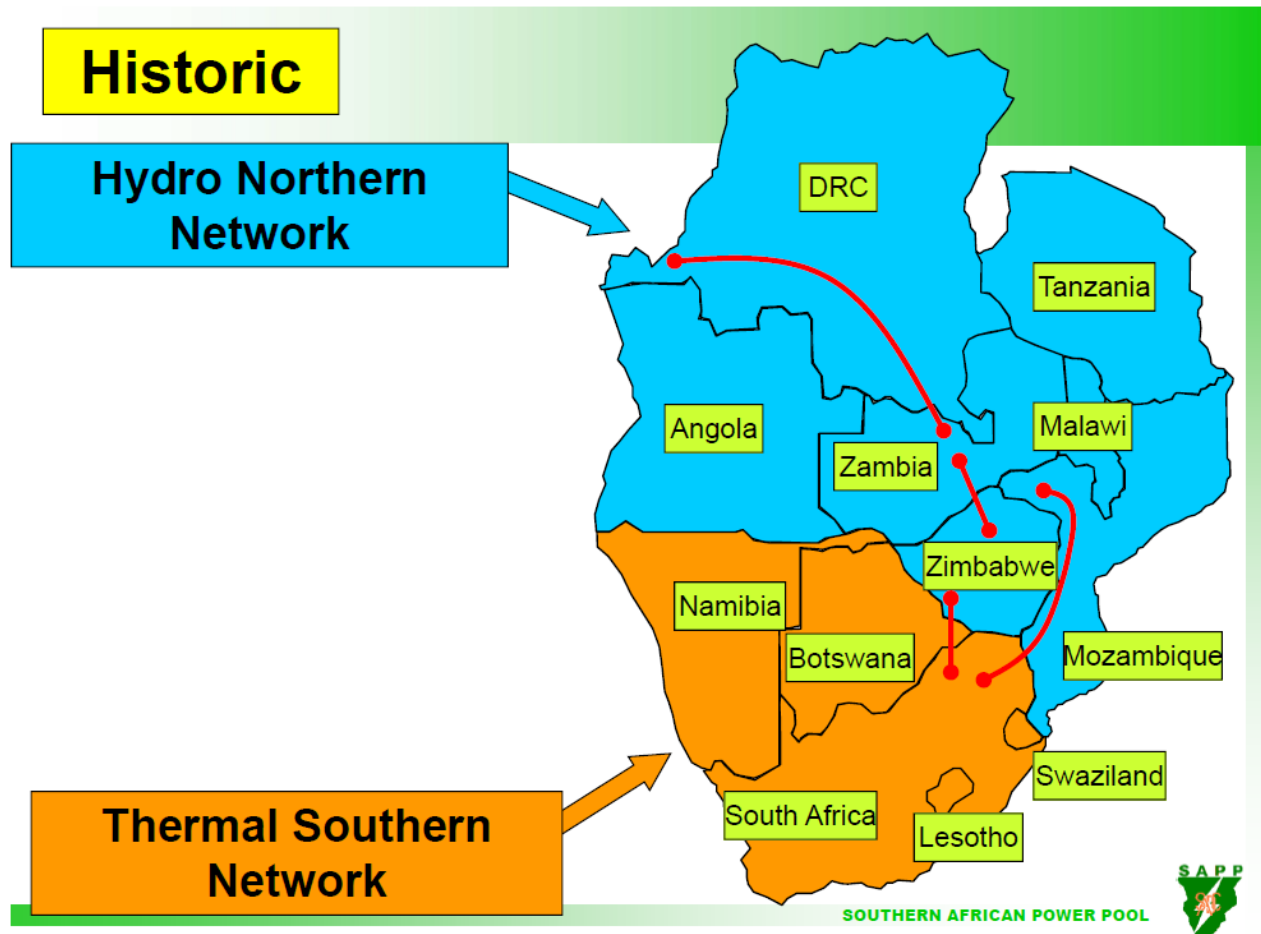 Historic
Hydro Northern
Network
DRC
Tanzania
Angola
Malawi
Zambia
Zimbabwe
Namibia
Botswana
Mozambique
Swaziland
South Africa
Lesotho
Thermal Southern
Network
SAPP
SOUTHERN AFRICAN POWER POOL